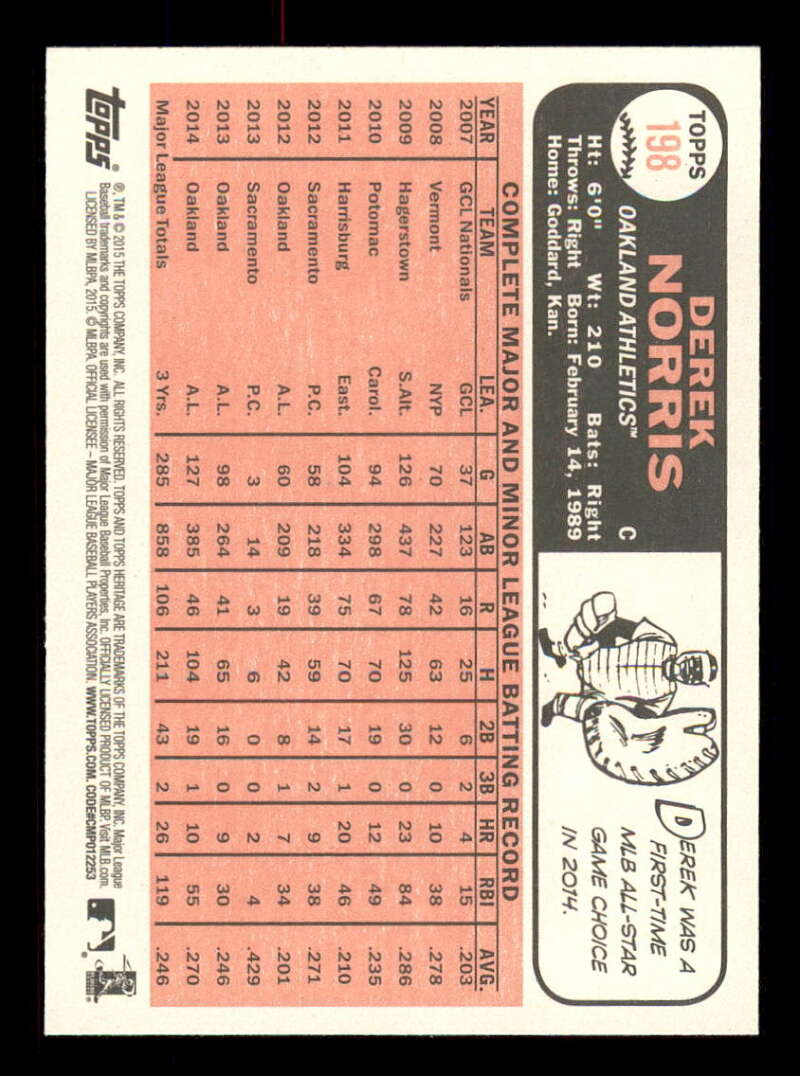 TOPPS
198
DEREK
NORRIS
OAKLAND ATHLETICS™ C
Ht: 6'0" Wt: 210 Bats: Right
Throws: Right Born: February 14, 1989
Home: Goddard, Kan.
DEREK WAS A
FIRST-TIME
MLB ALL-STAR
GAME CHOICE
IN 2014.
COMPLETE MAJOR AND MINOR LEAGUE BATTING RECORD
YEAR TEAM LEA. G AB R H 2B 3B HR RBI AVG.
2007 GCL Nationals GCL 37 123 16 25 6 2 4 15 .203
2008 Vermont NYP 70 227 42 63 12 0 10 38 .278
2009 Hagerstown S.Alt. 126 437 78 125 30 0 23 84 .286
2010 Potomac Carol. 94 298 67 70 19 0 12 49 .235
2011 Harrisburg East. 104 334 75 70 17 1 20 46 .210
2012 Sacramento P.C. 58 218 39 59 14 2 9 38 .271
2012 Oakland A.L. 60 209 19 42 8 1 7 34 .201
2013 Sacramento P.C. 3 14 3 6 0 0 2 4 .429
2013 Oakland A.L. 98 264 41 65 16 0 9 30 .246
2014 Oakland A.L. 127 385 46 104 19 1 10 55 .270
Major League Totals 3 Yrs. 285 858 106 211 43 2 26 119 .246
topps®
®, TM & © 2015 THE TOPPS COMPANY, INC. ALL RIGHTS RESERVED. TOPPS AND TOPPS HERITAGE ARE TRADEMARKS OF THE TOPPS COMPANY, INC. Major League
Baseball trademarks and copyrights are used with permission of Major League Baseball Properties, Inc. OFFICIALLY LICENSED PRODUCT OF MLBP. Visit MLB.com.
LICENSED BY MLBPA, 2015. © MLBPA. OFFICIAL LICENSEE – MAJOR LEAGUE BASEBALL PLAYERS ASSOCIATION. WWW.TOPPS.COM. CODE#CMP012253